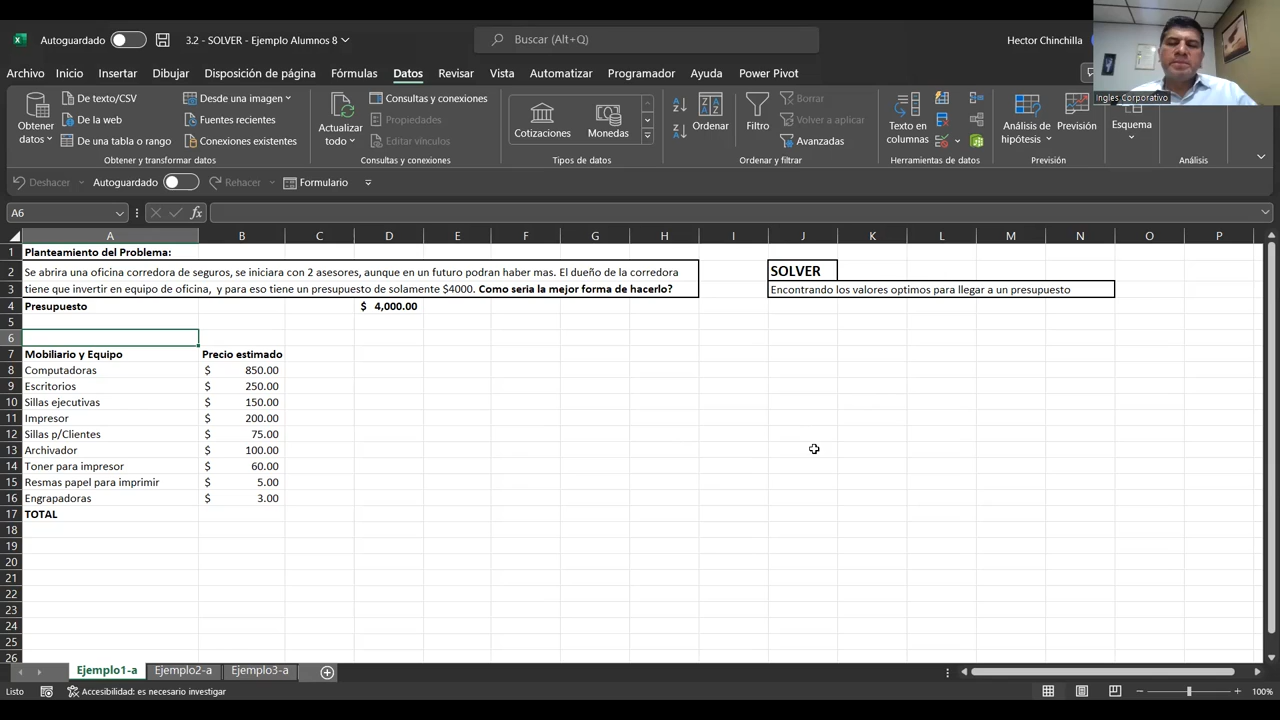 Autoguardado
3.2 - SOLVER - Ejemplo Alumnos 8
Buscar (Alt+Q)
Hector Chinchilla
Ingles Corporativo
Archivo Inicio Insertar Dibujar Disposición de página Fórmulas Datos Revisar Vista Automatizar Programador Ayuda Power Pivot
Obtener datos
De texto/CSV
De la web
De una tabla o rango
Desde una imagen
Fuentes recientes
Conexiones existentes
Obtener y transformar datos
Actualizar todo
Consultas y conexiones
Propiedades
Editar vínculos
Consultas y conexiones
Cotizaciones
Monedas
Tipos de datos
Ordenar
Filtro
Borrar
Volver a aplicar
Avanzadas
Ordenar y filtrar
Texto en columnas
Herramientas de datos
Análisis de hipótesis
Previsión
Previsión
Esquema
Análisis
Deshacer Autoguardado Rehacer Formulario
A6 fx
A B C D E F G H I J K L M N O P
1 Planteamiento del Problema:
2 Se abrira una oficina corredora de seguros, se iniciara con 2 asesores, aunque en un futuro podran haber mas. El dueño de la corredora SOLVER
3 tiene que invertir en equipo de oficina, y para eso tiene un presupuesto de solamente $4000. Como seria la mejor forma de hacerlo? Encontrando los valores optimos para llegar a un presupuesto
4 Presupuesto $ 4,000.00
5
6
7 Mobiliario y Equipo Precio estimado
8 Computadoras $ 850.00
9 Escritorios $ 250.00
10 Sillas ejecutivas $ 150.00
11 Impresor $ 200.00
12 Sillas p/Clientes $ 75.00
13 Archivador $ 100.00
14 Toner para impresor $ 60.00
15 Resmas papel para imprimir $ 5.00
16 Engrapadoras $ 3.00
17 TOTAL
18
19
20
21
22
23
24
25
26
Ejemplo1-a Ejemplo2-a Ejemplo3-a
Listo Accesibilidad: es necesario investigar 100%